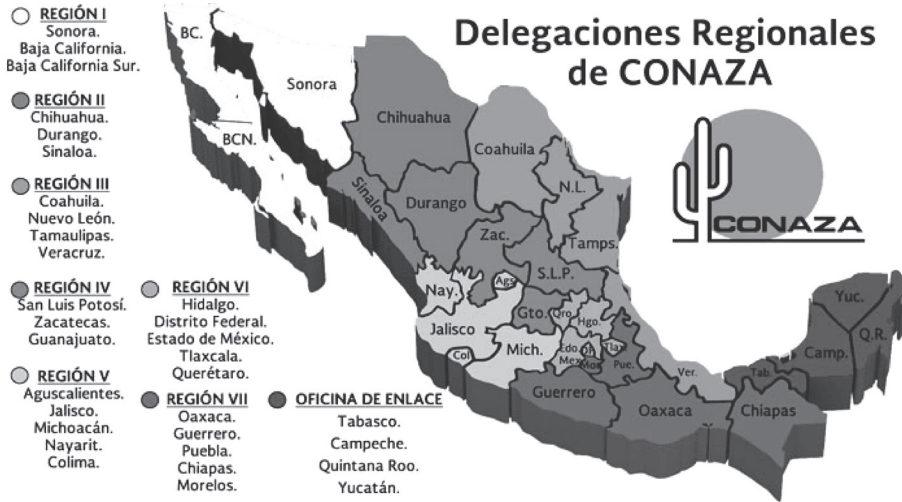 Delegaciones Regionales
de CONAZA
REGIÓN I
Sonora.
Baja California.
Baja California Sur.
REGIÓN II
Chihuahua.
Durango.
Sinaloa.
REGIÓN III
Coahuila.
Nuevo León.
Tamaulipas.
Veracruz.
REGIÓN IV
San Luis Potosí.
Zacatecas.
Guanajuato.
REGIÓN V
Aguscalientes.
Jalisco.
Michoacán.
Nayarit.
Colima.
REGIÓN VI
Hidalgo.
Distrito Federal.
Estado de México.
Tlaxcala.
Querétaro.
REGIÓN VII
Oaxaca.
Guerrero.
Puebla.
Chiapas.
Morelos.
OFICINA DE ENLACE
Tabasco.
Campeche.
Quintana Roo.
Yucatán.
BC.
Sonora
BCN.
Chihuahua
Coahuila
Sinaloa
Durango
N.L.
Tamps.
Zac.
S.L.P.
Ags
Nay.
Jalisco
Gto.
Qro.
Hgo.
Col
Mich.
Edo.
Mex
DF
Mor
Tlax
Pue.
Ver.
Guerrero
Oaxaca
Chiapas
Tab.
Camp.
Yuc.
Q.R.
CONAZA